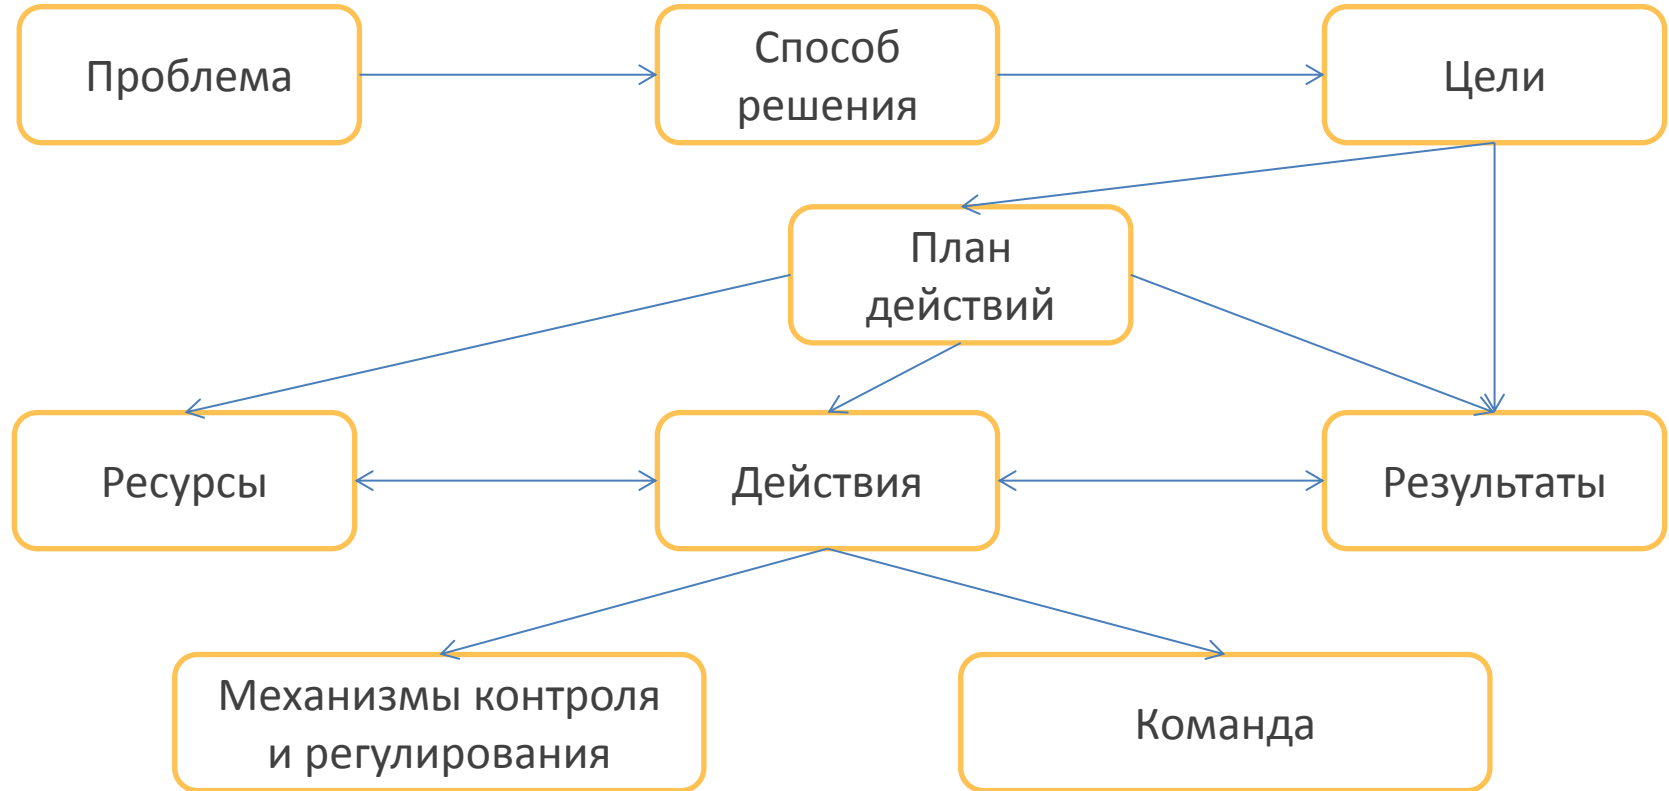 Проблема
Способ
решения
Цели
План
действий
Ресурсы
Действия
Результаты
Механизмы контроля
и регулирования
Команда